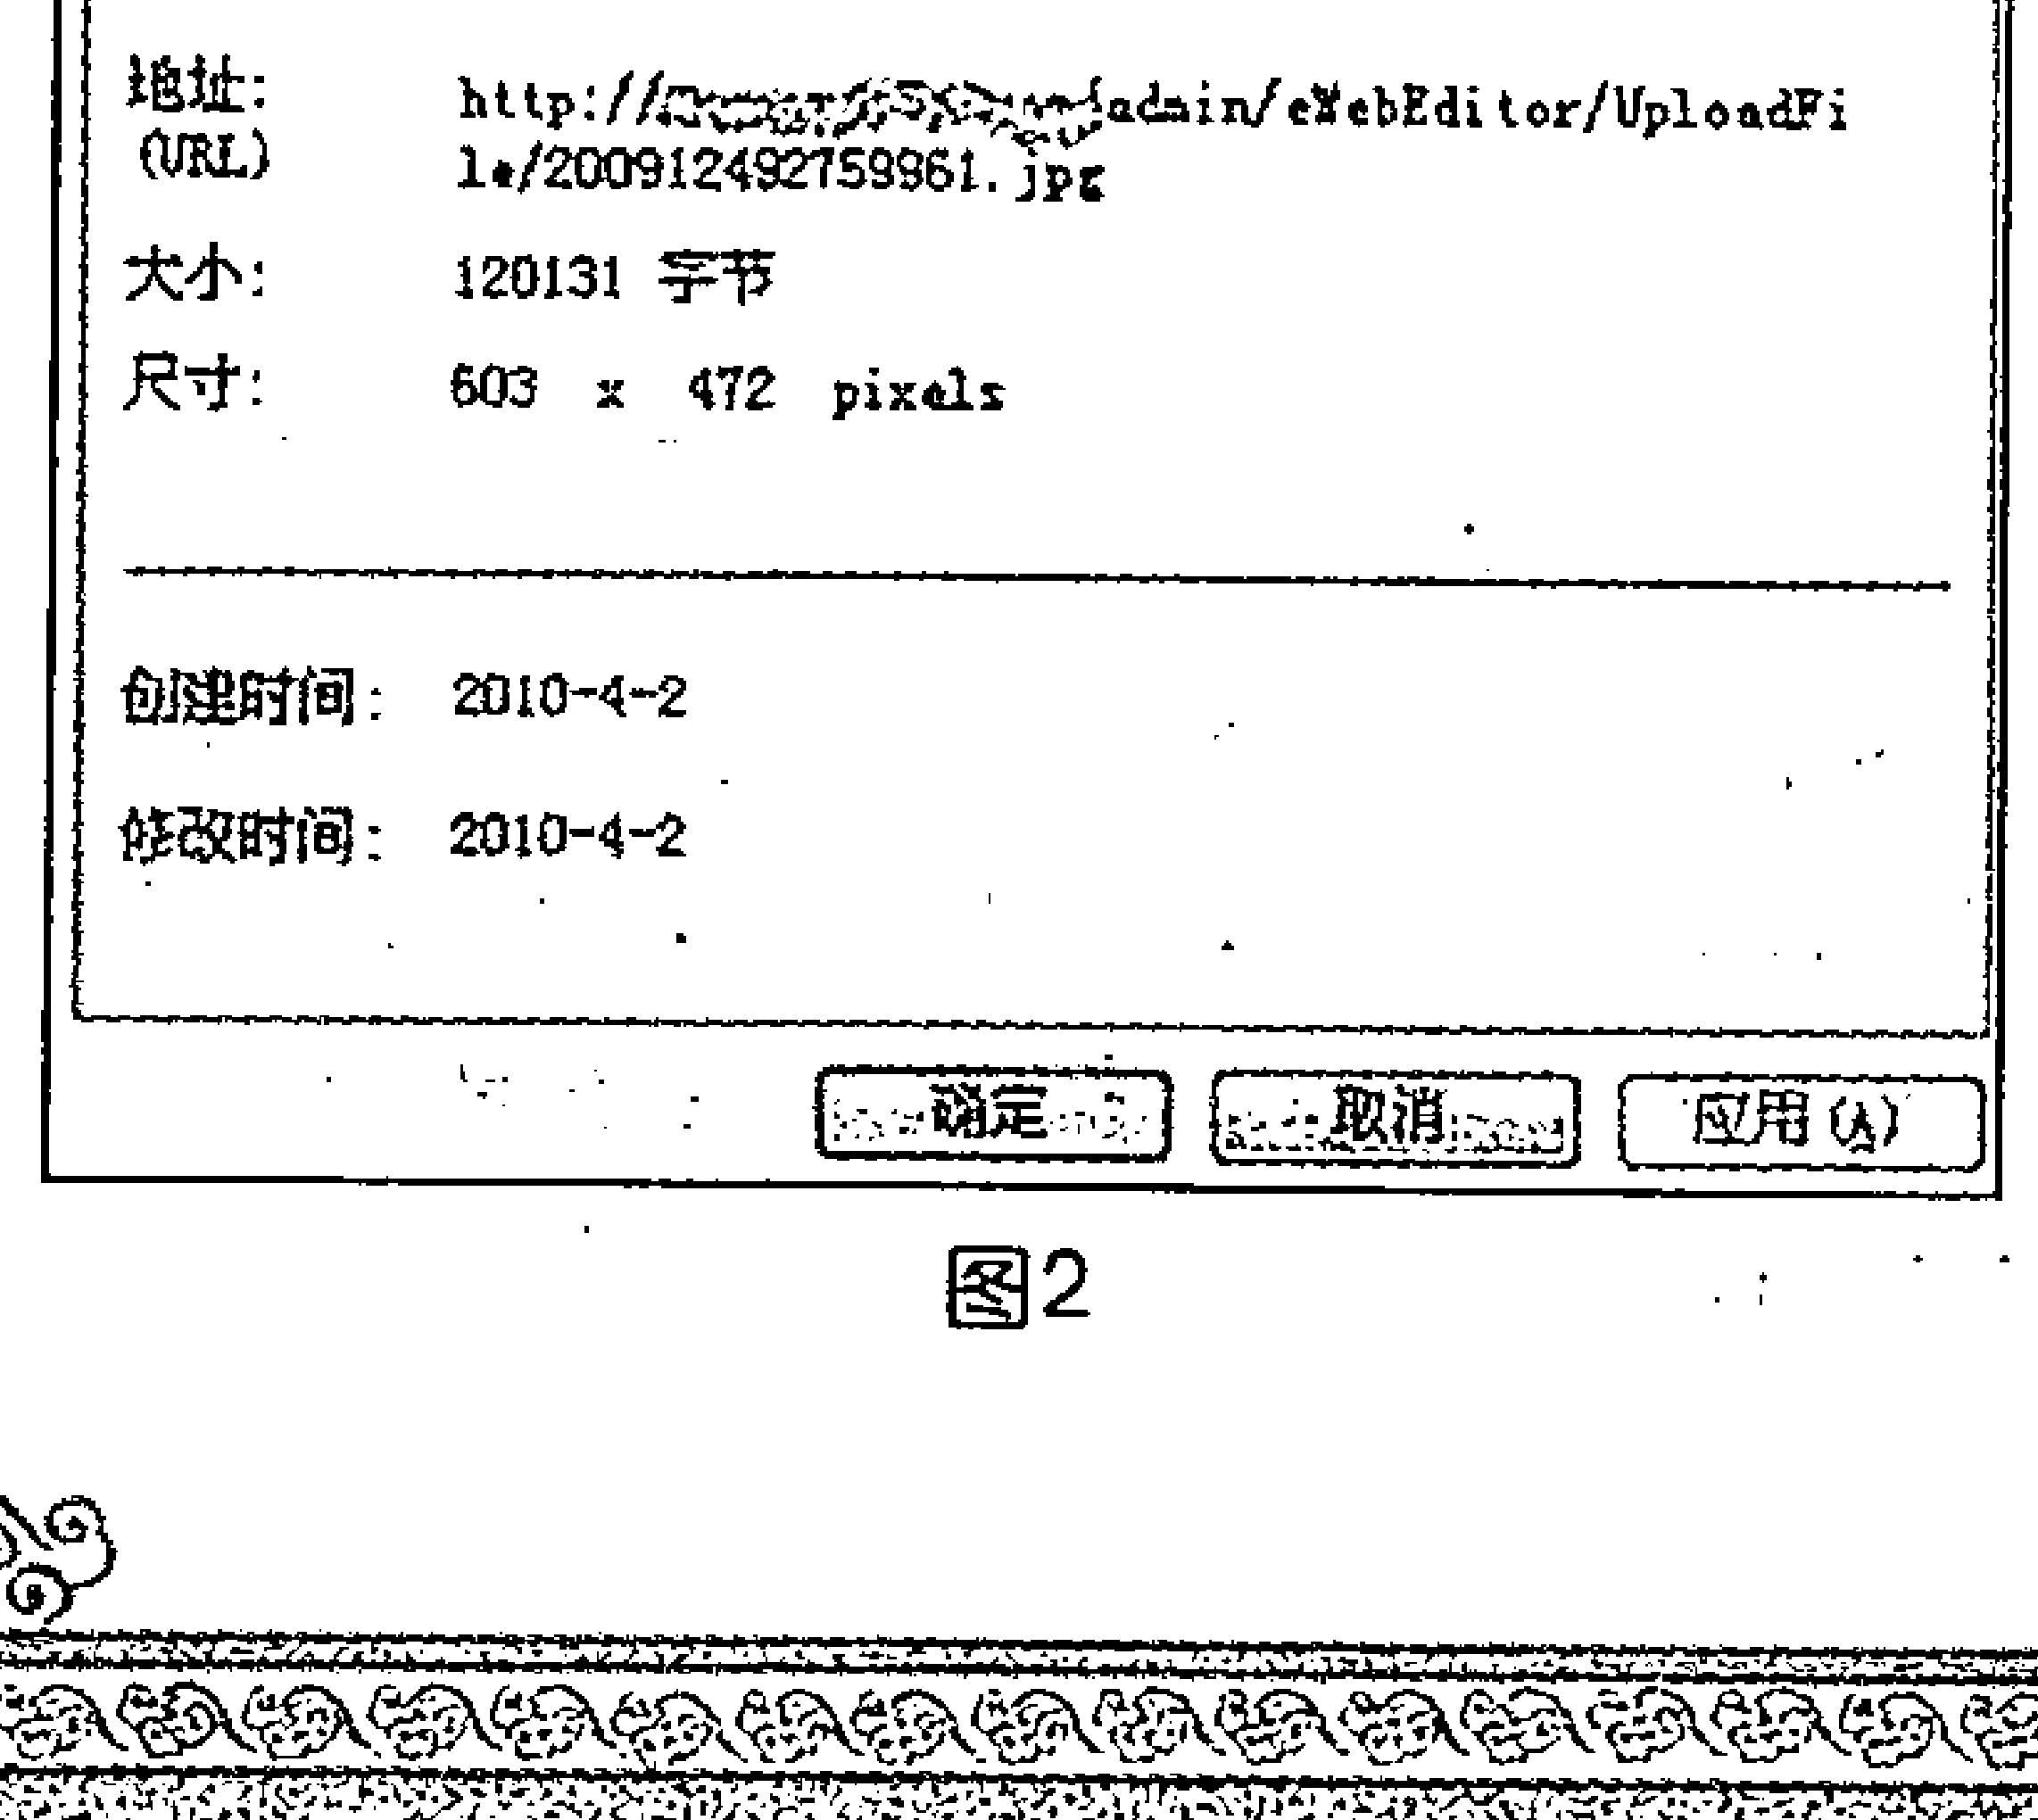 地址: http://admin/eWebEditor/UploadFi
(URL) le/200912492759961.jpg
大小: 120131 字节
尺寸: 603 x 472 pixels
创建时间: 2010-4-2
修改时间: 2010-4-2
确定 取消 应用(A)
图2